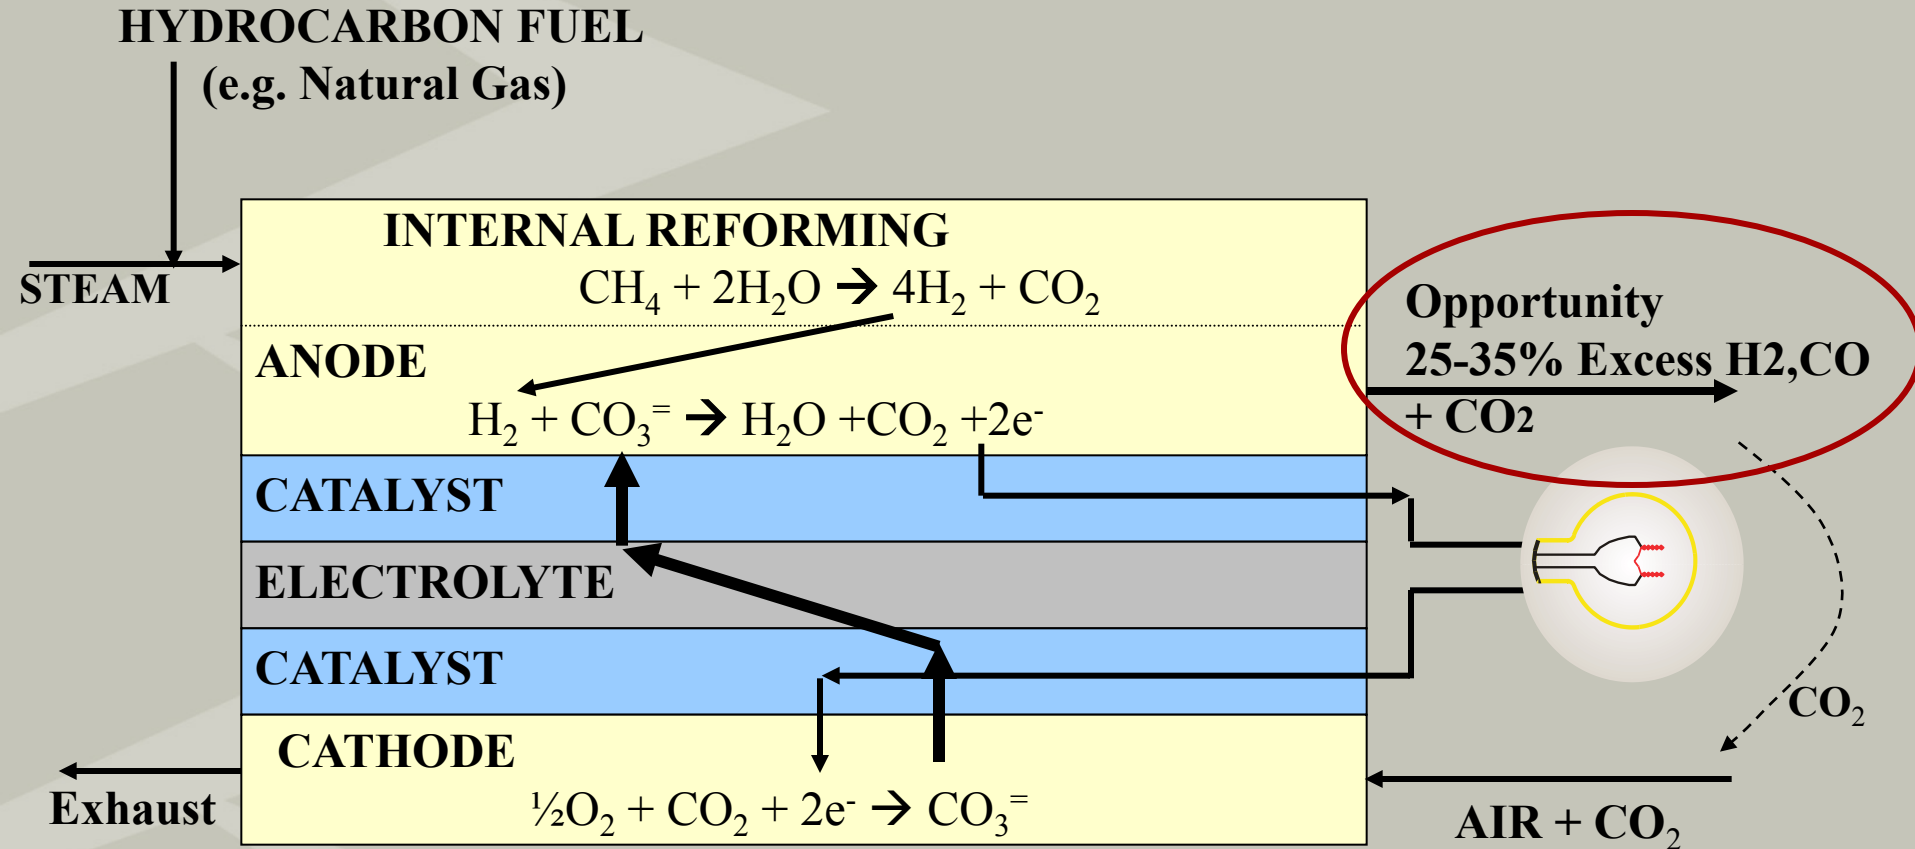 HYDROCARBON FUEL
(e.g. Natural Gas)
STEAM
INTERNAL REFORMING
CH₄ + 2H₂O → 4H₂ + CO₂
ANODE
H₂ + CO₃⁼ → H₂O +CO₂ +2e⁻
Opportunity
25-35% Excess H2,CO
+ CO2
CATALYST
ELECTROLYTE
CATALYST
CO₂
CATHODE
½O₂ + CO₂ + 2e⁻ → CO₃⁼
Exhaust
AIR + CO₂